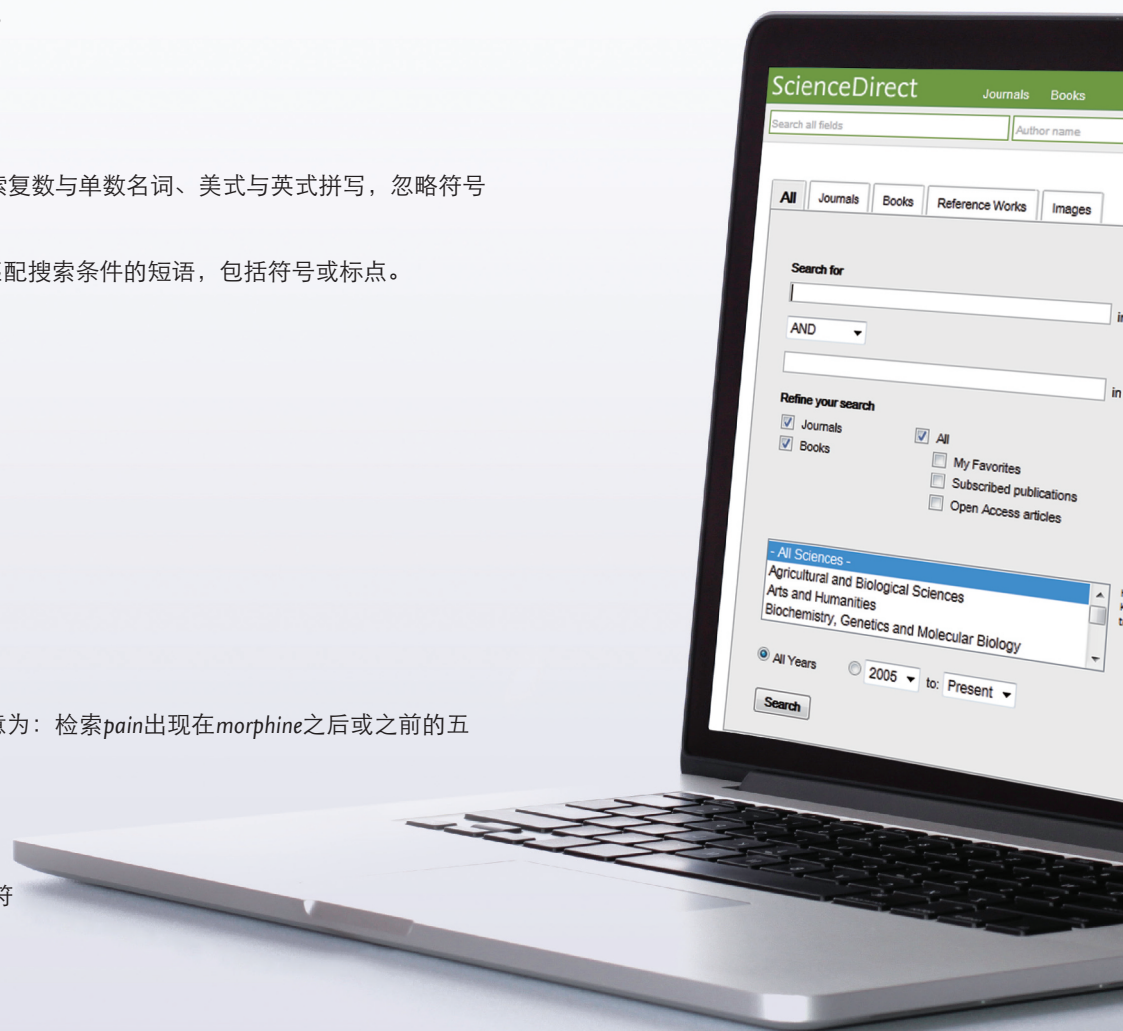 索复数与单数名词、美式与英式拼写，忽略符号
匹配搜索条件的短语，包括符号或标点。
意为：检索pain出现在morphine之后或之前的五
符
ScienceDirect Journals Books
Search all fields Author name
All Journals Books Reference Works Images
Search for
in
AND
in
Refine your search
Journals All
Books My Favorites
Subscribed publications
Open Access articles
- All Sciences -
Agricultural and Biological Sciences
Arts and Humanities
Biochemistry, Genetics and Molecular Biology
All Years 2005 to: Present
Search